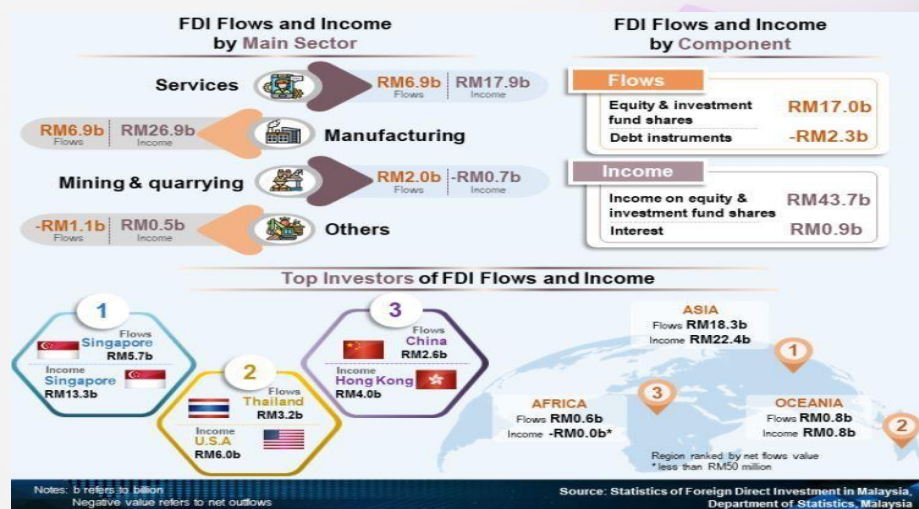 FDI Flows and Income
by Main Sector
Services
RM6.9b
Flows
RM17.9b
Income
RM6.9b
Flows
RM26.9b
Income
Manufacturing
Mining & quarrying
RM2.0b
Flows
-RM0.7b
Income
-RM1.1b
Flows
RM0.5b
Income
Others
FDI Flows and Income
by Component
Flows
Equity & investment
fund shares
RM17.0b
Debt instruments
-RM2.3b
Income
Income on equity &
investment fund shares
RM43.7b
Interest
RM0.9b
Top Investors of FDI Flows and Income
1
Flows
Singapore
RM5.7b
Income
Singapore
RM13.3b
2
Flows
Thailand
RM3.2b
Income
U.S.A
RM6.0b
3
Flows
China
RM2.6b
Income
Hong Kong
RM4.0b
ASIA
Flows RM18.3b
Income RM22.4b
1
AFRICA
Flows RM0.6b
Income -RM0.0b*
3
OCEANIA
Flows RM0.8b
Income RM0.8b
2
Region ranked by net flows value
* less than RM50 million
Notes: b refers to billion
Negative value refers to net outflows
Source: Statistics of Foreign Direct Investment in Malaysia,
Department of Statistics, Malaysia